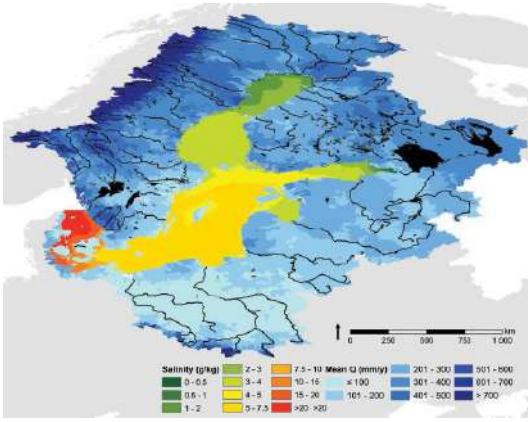 km
0 250 500 750 1 000
Salinity (g/kg) 2 - 3 7.5 - 10 Mean Q (mm/y) 201 - 300 501 - 600
0 - 0.5 3 - 4 10 - 15 ≤ 100 301 - 400 601 - 700
0.5 - 1 4 - 5 15 - 20 101 - 200 401 - 500 > 700
1 - 2 5 - 7.5 >20 >20